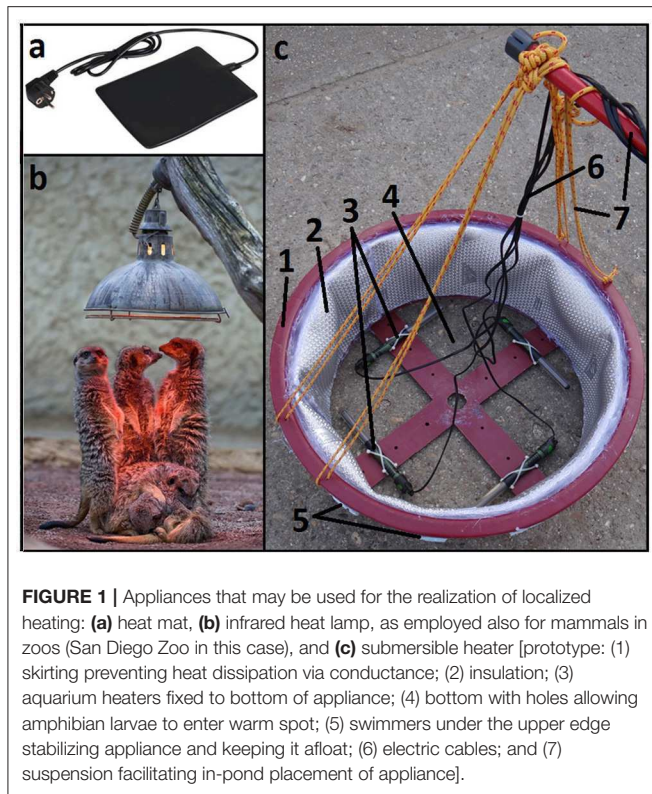 a
c
b
1
2
3
4
5
6
7
FIGURE 1 | Appliances that may be used for the realization of localized
heating: (a) heat mat, (b) infrared heat lamp, as employed also for mammals in
zoos (San Diego Zoo in this case), and (c) submersible heater [prototype: (1)
skirting preventing heat dissipation via conductance; (2) insulation; (3)
aquarium heaters fixed to bottom of appliance; (4) bottom with holes allowing
amphibian larvae to enter warm spot; (5) swimmers under the upper edge
stabilizing appliance and keeping it afloat; (6) electric cables; and (7)
suspension facilitating in-pond placement of appliance].